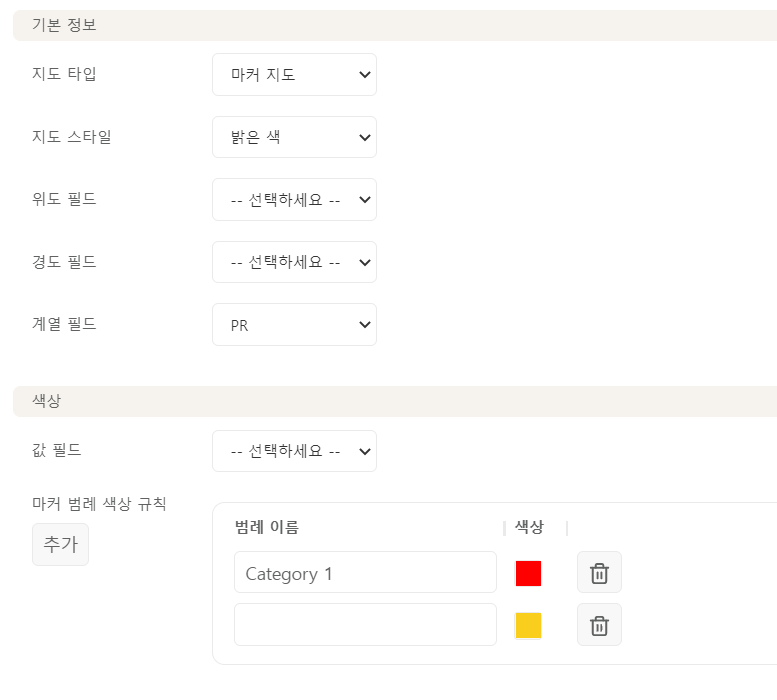 기본 정보
지도 타입 마커 지도
지도 스타일 밝은 색
위도 필드 -- 선택하세요 --
경도 필드 -- 선택하세요 --
계열 필드 PR
색상
값 필드 -- 선택하세요 --
마커 범례 색상 규칙
추가
범례 이름 색상
Category 1